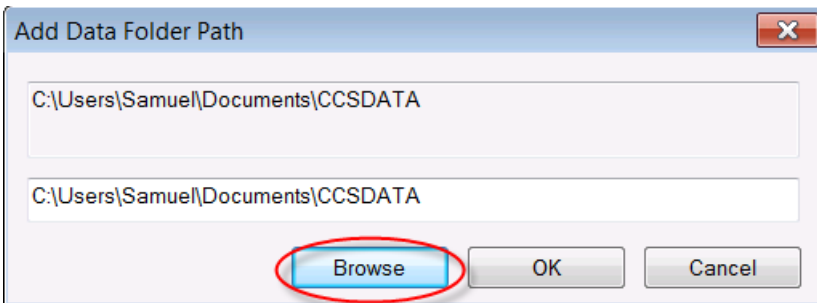 Add Data Folder Path
C:\Users\Samuel\Documents\CCSDATA
C:\Users\Samuel\Documents\CCSDATA
Browse OK Cancel